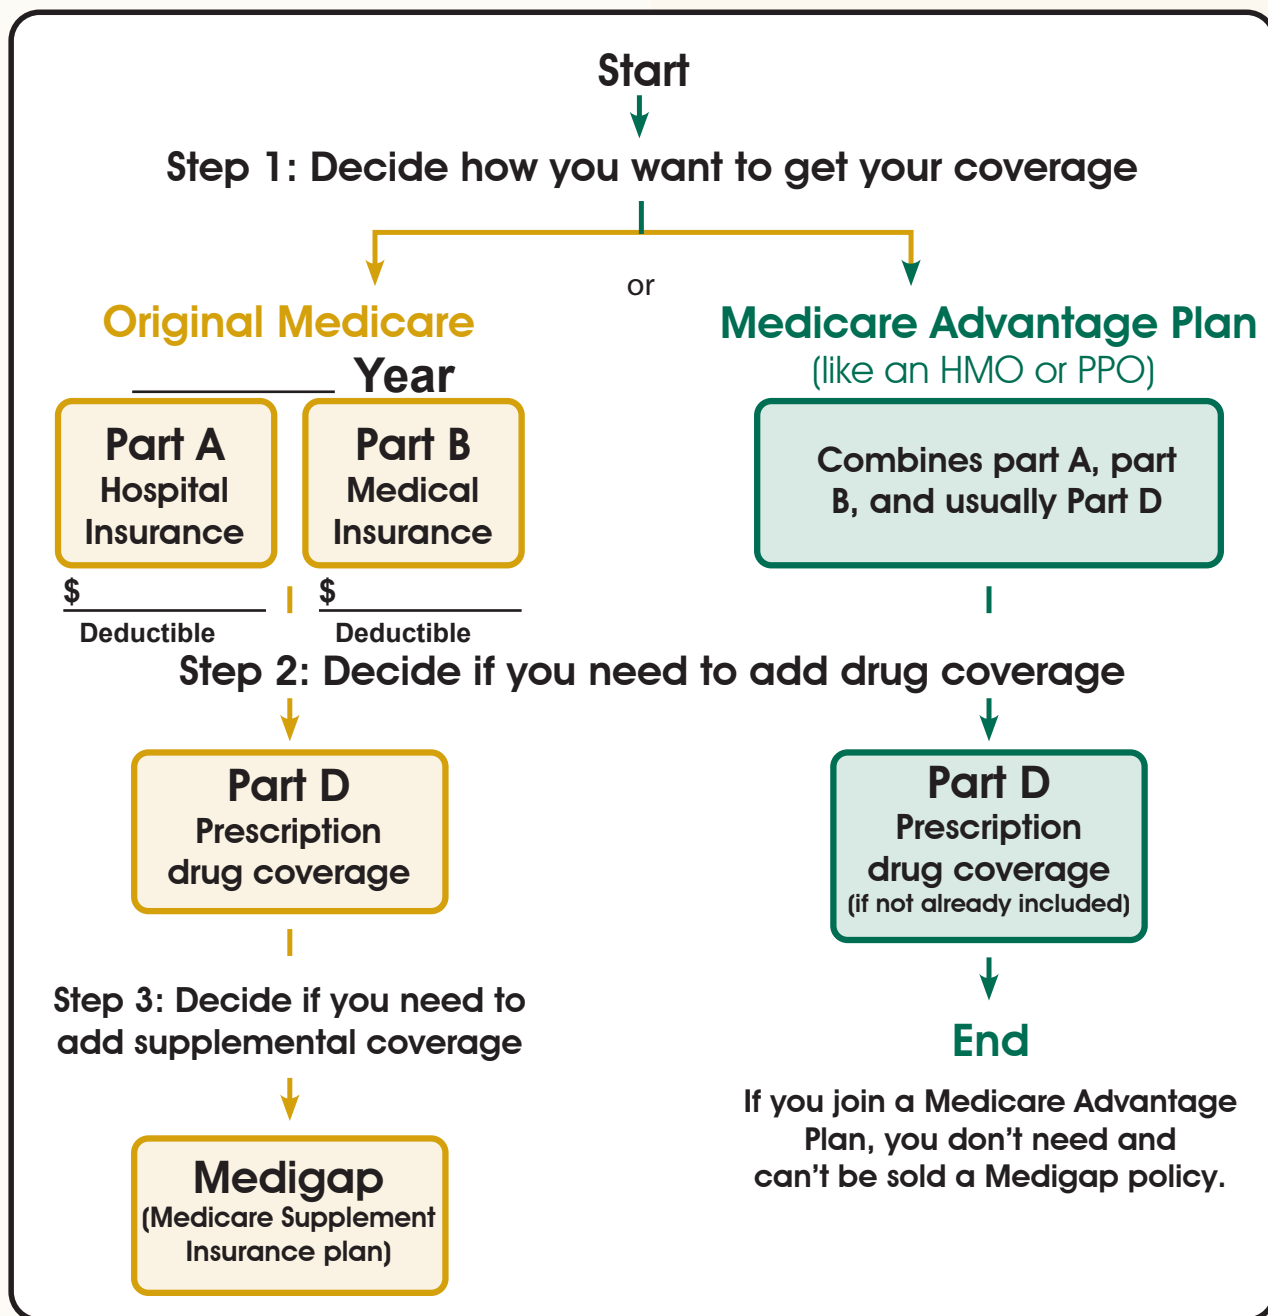 Start
Step 1: Decide how you want to get your coverage
or
Original Medicare
Year
Part A
Hospital
Insurance
$
Deductible
Part B
Medical
Insurance
$
Deductible
Medicare Advantage Plan
(like an HMO or PPO)
Combines part A, part
B, and usually Part D
Step 2: Decide if you need to add drug coverage
Part D
Prescription
drug coverage
Part D
Prescription
drug coverage
(if not already included)
Step 3: Decide if you need to
add supplemental coverage
Medigap
(Medicare Supplement
Insurance plan)
End
If you join a Medicare Advantage
Plan, you don't need and
can't be sold a Medigap policy.